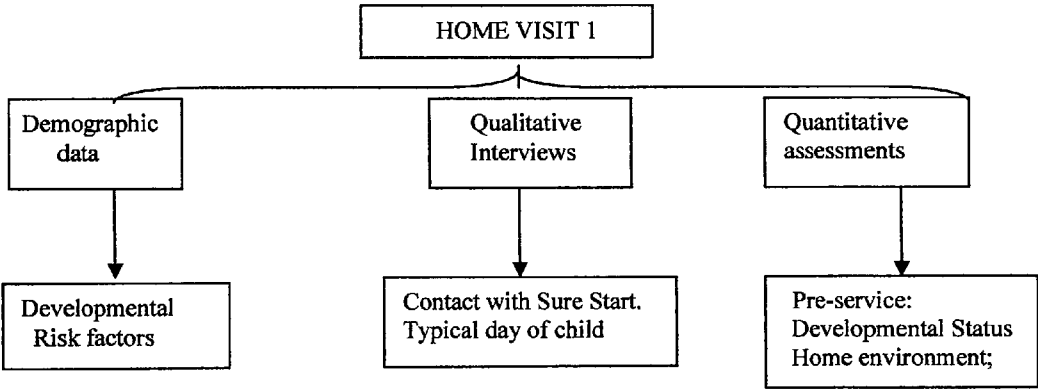 HOME VISIT 1
Demographic
data
Qualitative
Interviews
Quantitative
assessments
Developmental
Risk factors
Contact with Sure Start.
Typical day of child
Pre-service:
Developmental Status
Home environment;